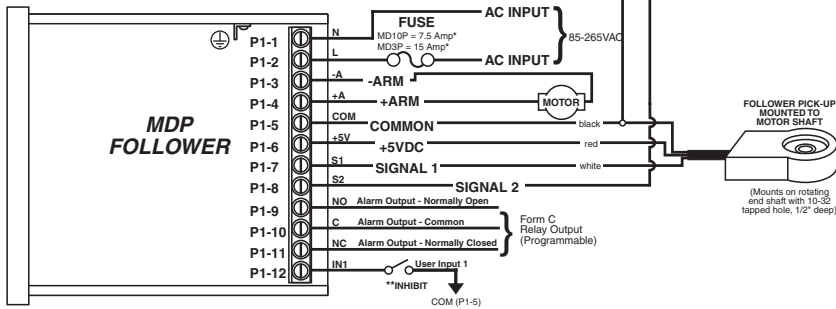 MDP
FOLLOWER
P1-1 N AC INPUT
FUSE
MD10P = 7.5 Amp*
MD3P = 15 Amp*
85-265VAC
P1-2 L AC INPUT
P1-3 -A -ARM
P1-4 +A +ARM MOTOR
P1-5 COM COMMON black
P1-6 +5V +5VDC red
P1-7 S1 SIGNAL 1 white
P1-8 S2 SIGNAL 2
P1-9 NO Alarm Output - Normally Open
P1-10 C Alarm Output - Common
P1-11 NC Alarm Output - Normally Closed
Form C
Relay Output
(Programmable)
P1-12 IN1 User Input 1
**INHIBIT
COM (P1-5)
FOLLOWER PICK-UP
MOUNTED TO
MOTOR SHAFT
(Mounts on rotating
end shaft with 10-32
tapped hole, 1/2" deep)